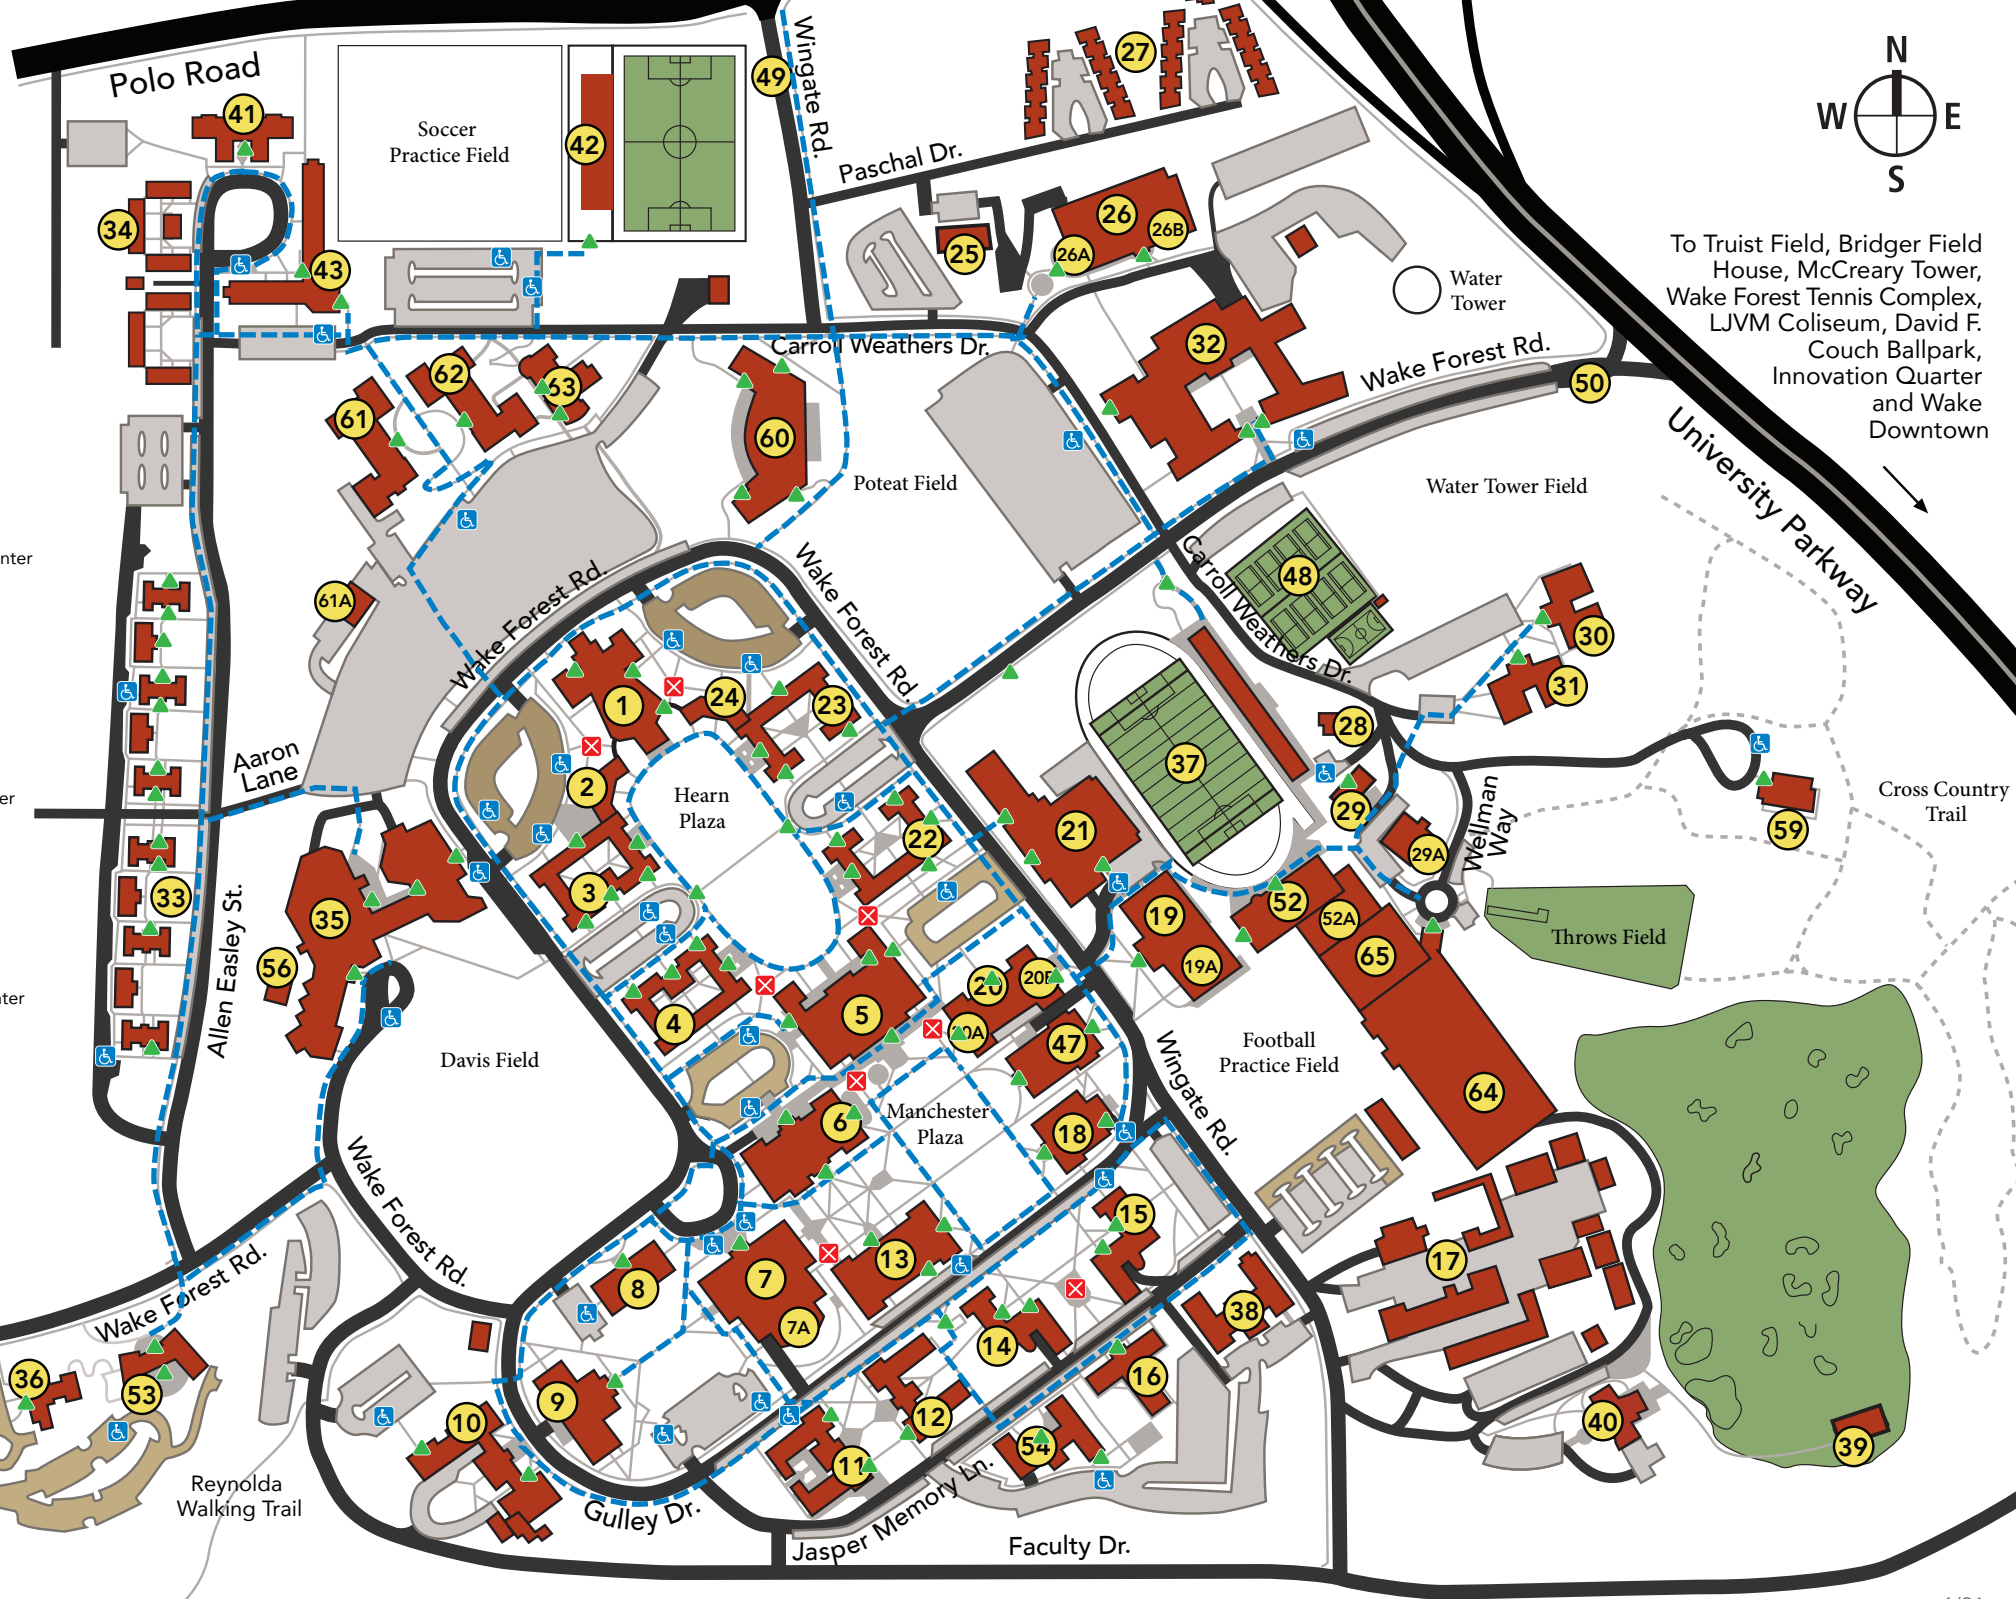 Polo Road
41
Soccer
Practice Field
42
49
Wingate Rd.
27
N
W E
S
Paschal Dr.
34
43
25
26
26A
26B
Water
Tower
To Truist Field, Bridger Field
House, McCreary Tower,
Wake Forest Tennis Complex,
LJVM Coliseum, David F.
Couch Ballpark,
Innovation Quarter
and Wake
Downtown
Carroll Weathers Dr.
32
Wake Forest Rd.
50
62
63
61
60
Poteat Field
Water Tower Field
University Parkway
nter
61A
Wake Forest Rd.
Wake Forest Rd.
Carroll Weathers Dr.
48
30
31
1
24
23
37
28
Aaron
Lane
2
Hearn
Plaza
22
21
29
29A
Wellman
Way
59
Cross Country
Trail
er
33
35
3
19
19A
52
52A
65
Throws Field
56
Allen Easley St.
4
5
20
20B
20A
47
nter
Davis Field
Football
Practice Field
64
Manchester
Plaza
6
18
Wingate Rd.
Wake Forest Rd.
15
17
Wake Forest Rd.
8
7
7A
13
14
38
36
53
9
10
12
16
11
54
40
39
Reynolda
Walking Trail
Gulley Dr.
Jasper Memory Ln.
Faculty Dr.